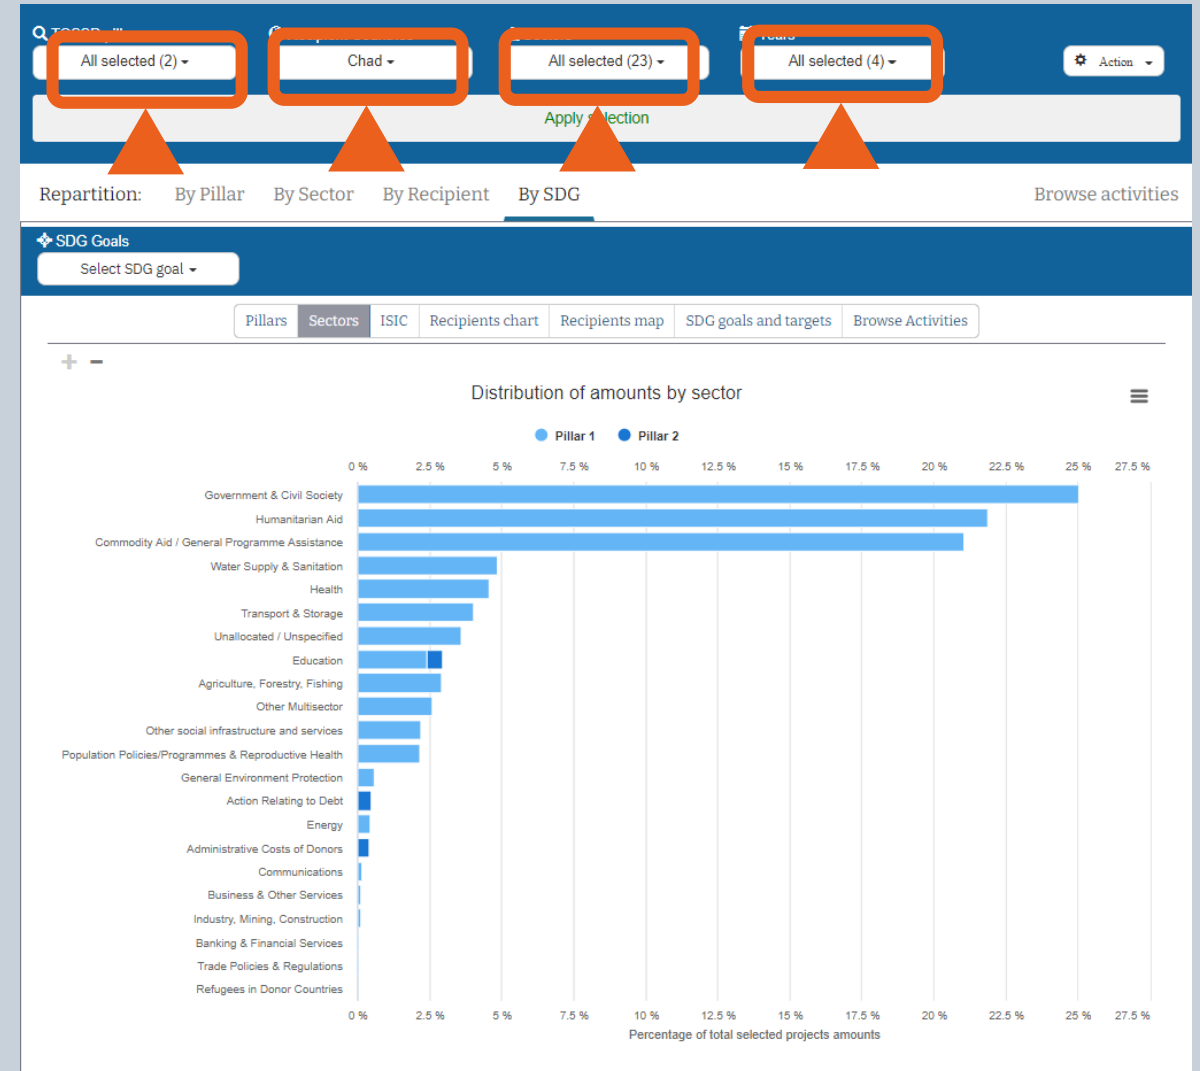 All selected (2)
Chad
All selected (23)
Years
All selected (4)
Action
Apply selection
Repartition:
By Pillar
By Sector
By Recipient
By SDG
Browse activities
SDG Goals
Select SDG goal
Pillars
Sectors
ISIC
Recipients chart
Recipients map
SDG goals and targets
Browse Activities
Distribution of amounts by sector
Pillar 1
Pillar 2
0 % 2.5 % 5 % 7.5 % 10 % 12.5 % 15 % 17.5 % 20 % 22.5 % 25 % 27.5 %
Government & Civil Society
Humanitarian Aid
Commodity Aid / General Programme Assistance
Water Supply & Sanitation
Health
Transport & Storage
Unallocated / Unspecified
Education
Agriculture, Forestry, Fishing
Other Multisector
Other social infrastructure and services
Population Policies/Programmes & Reproductive Health
General Environment Protection
Action Relating to Debt
Energy
Administrative Costs of Donors
Communications
Business & Other Services
Industry, Mining, Construction
Banking & Financial Services
Trade Policies & Regulations
Refugees in Donor Countries
0 % 2.5 % 5 % 7.5 % 10 % 12.5 % 15 % 17.5 % 20 % 22.5 % 25 % 27.5 %
Percentage of total selected projects amounts